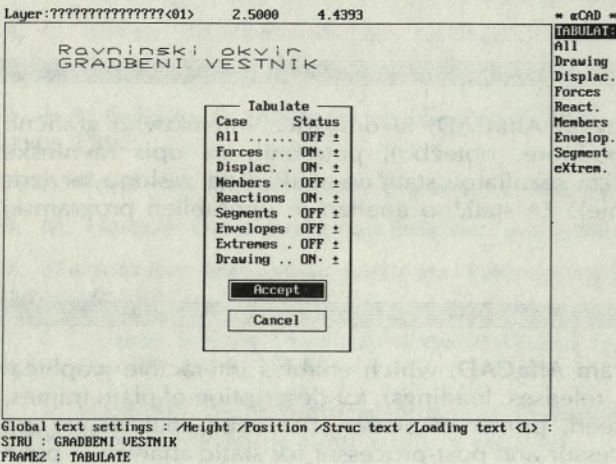 Layer:????????????????<01> 2.5000 4.4393
* αCAD *
TABULAT:
All
Drawing
Displac.
Forces
React.
Members
Envelop.
Segment
eXtrem.
Ravninski okvir
GRADBENI VESTNIK
Tabulate
Case Status
All ........ OFF ±
Forces ..... ON· ±
Displac. ... ON· ±
Members .... OFF ±
Reactions .. ON· ±
Segments ... OFF ±
Envelopes .. OFF ±
Extremes ... OFF ±
Drawing .... ON· ±
Accept
Cancel
Global text settings : /Height /Position /Struc text /Loading text <L> :
STRU : GRADBENI VESTNIK
FRAME2 : TABULATE